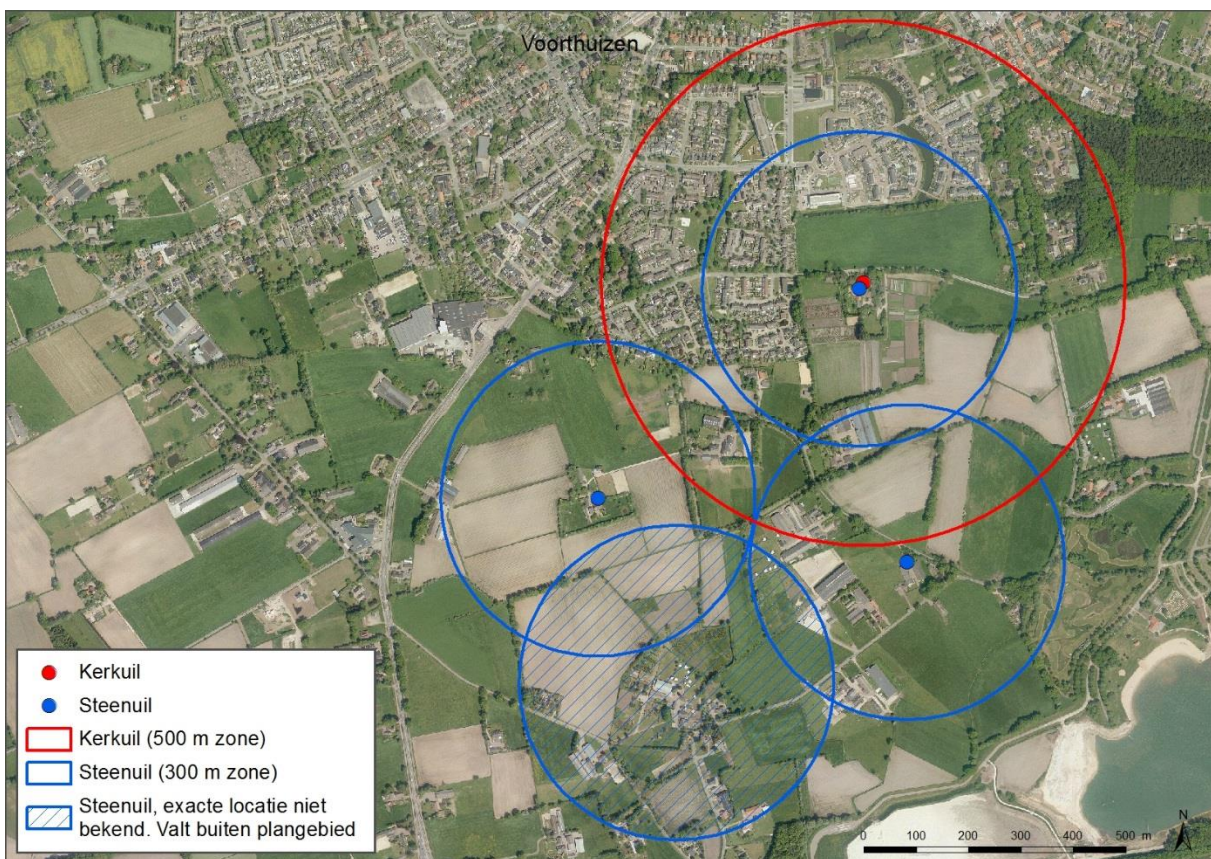 Voorthuizen
Kerkuil
Steenuil
Kerkuil (500 m zone)
Steenuil (300 m zone)
Steenuil, exacte locatie niet
bekend. Valt buiten plangebied
N
0 100 200 300 400 500 m